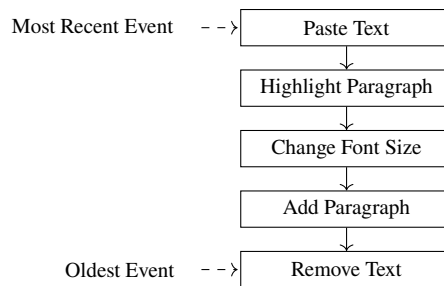 Most Recent Event Paste Text
Highlight Paragraph
Change Font Size
Add Paragraph
Oldest Event Remove Text